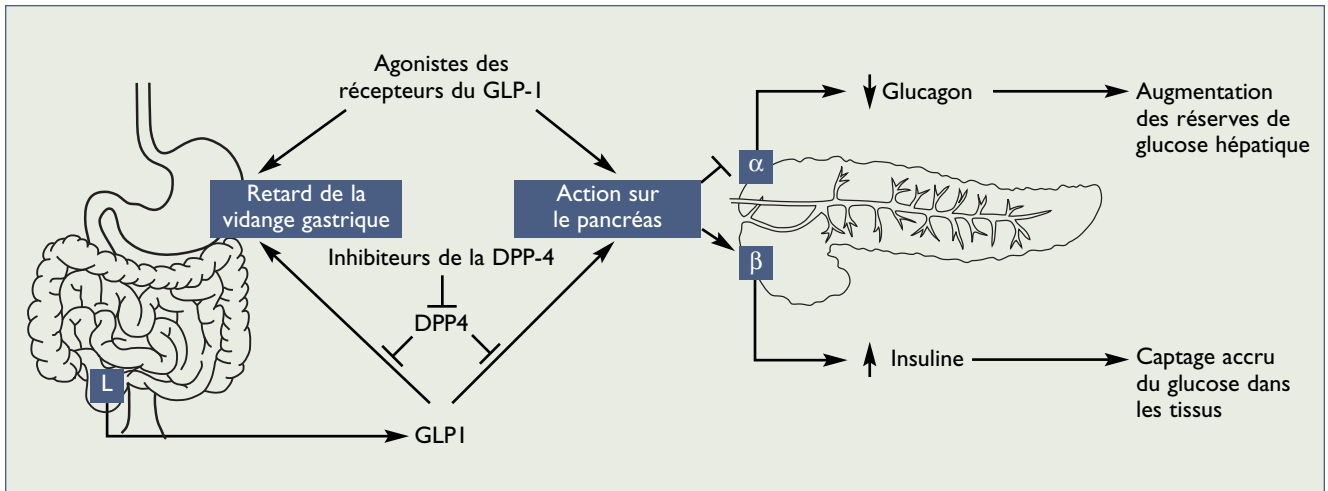 Agonistes des
récepteurs du GLP-1
Retard de la
vidange gastrique
Action sur
le pancréas
Inhibiteurs de la DPP-4
DPP4
L
GLP1
α
β
Glucagon
Augmentation
des réserves de
glucose hépatique
Insuline
Captage accru
du glucose dans
les tissus